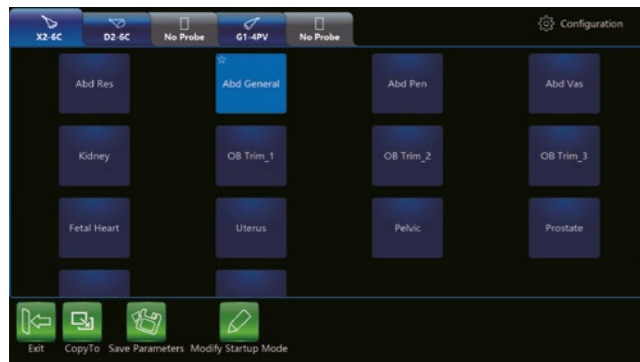 X2-6C D2-6C No Probe G1-4PV No Probe Configuration
Abd Res Abd General Abd Pen Abd Vas
Kidney OB Trim_1 OB Trim_2 OB Trim_3
Fetal Heart Uterus Pelvic Prostate
Exit CopyTo Save Parameters Modify Startup Mode